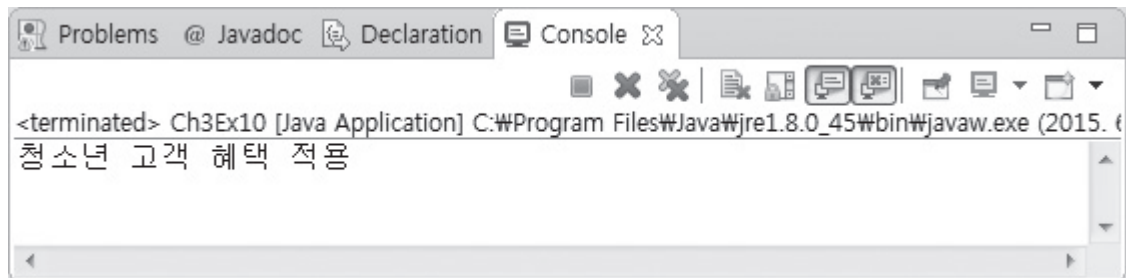 Problems @ Javadoc Declaration Console
<terminated> Ch3Ex10 [Java Application] C:₩Program Files₩Java₩jre1.8.0_45₩bin₩javaw.exe (2015. 6
청소년 고객 혜택 적용